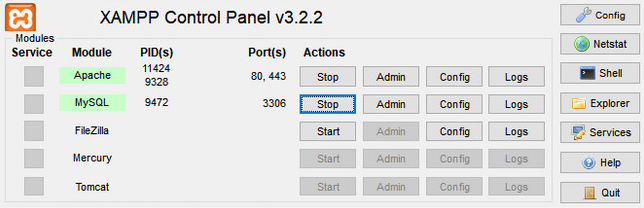 XAMPP Control Panel v3.2.2
Modules
Service Module PID(s) Port(s) Actions
Apache 11424 9328 80, 443 Stop Admin Config Logs
MySQL 9472 3306 Stop Admin Config Logs
FileZilla Start Admin Config Logs
Mercury Start Admin Config Logs
Tomcat Start Admin Config Logs
Config
Netstat
Shell
Explorer
Services
Help
Quit